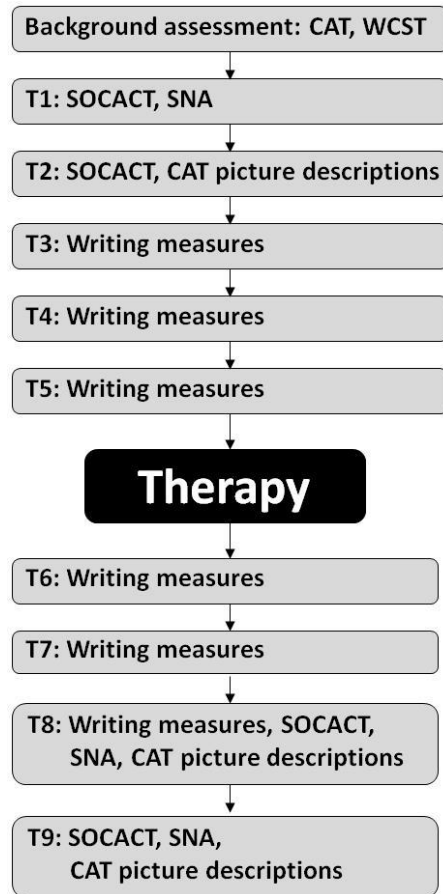 Background assessment: CAT, WCST
T1: SOCACT, SNA
T2: SOCACT, CAT picture descriptions
T3: Writing measures
T4: Writing measures
T5: Writing measures
Therapy
T6: Writing measures
T7: Writing measures
T8: Writing measures, SOCACT,
SNA, CAT picture descriptions
T9: SOCACT, SNA,
CAT picture descriptions